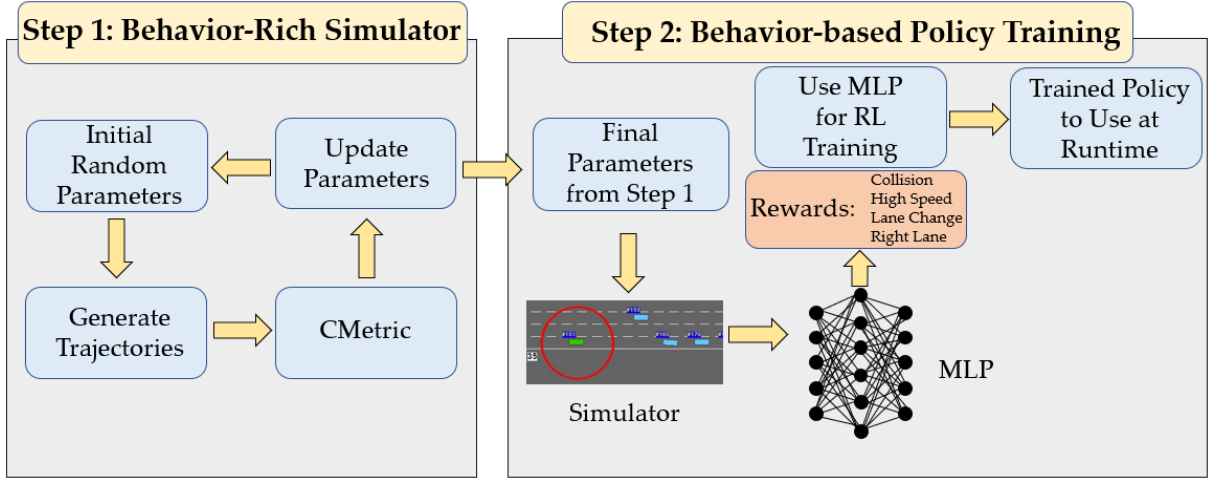 Step 1: Behavior-Rich Simulator
Initial
Random
Parameters
Update
Parameters
Generate
Trajectories
CMetric
Step 2: Behavior-based Policy Training
Final
Parameters
from Step 1
Use MLP
for RL
Training
Trained Policy
to Use at
Runtime
Rewards:
Collision
High Speed
Lane Change
Right Lane
35
Simulator
MLP